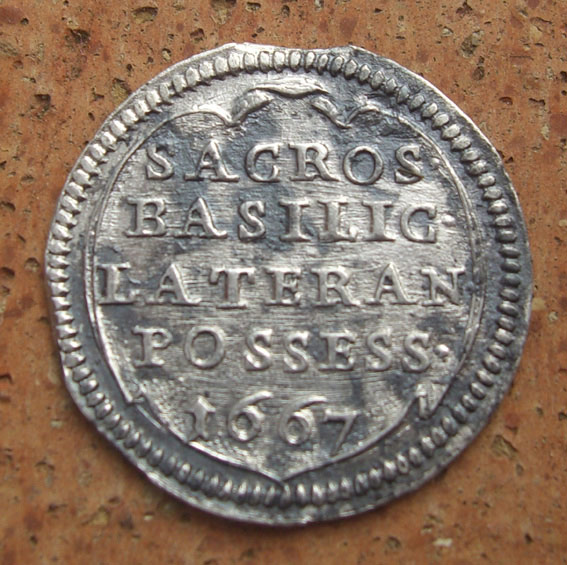 SACROS
BASILIC·
LATERAN
POSSESS·
1667